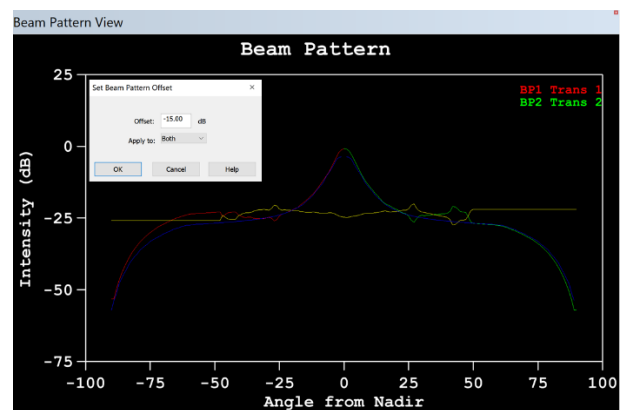 Beam Pattern View
Beam Pattern
Set Beam Pattern Offset ×
Offset: -15.00 dB
Apply to: Both
OK Cancel Help
BP1 Trans 1
BP2 Trans 2
Intensity (dB)
25
0
-25
-50
-75
-100 -75 -50 -25 0 25 50 75 100
Angle from Nadir